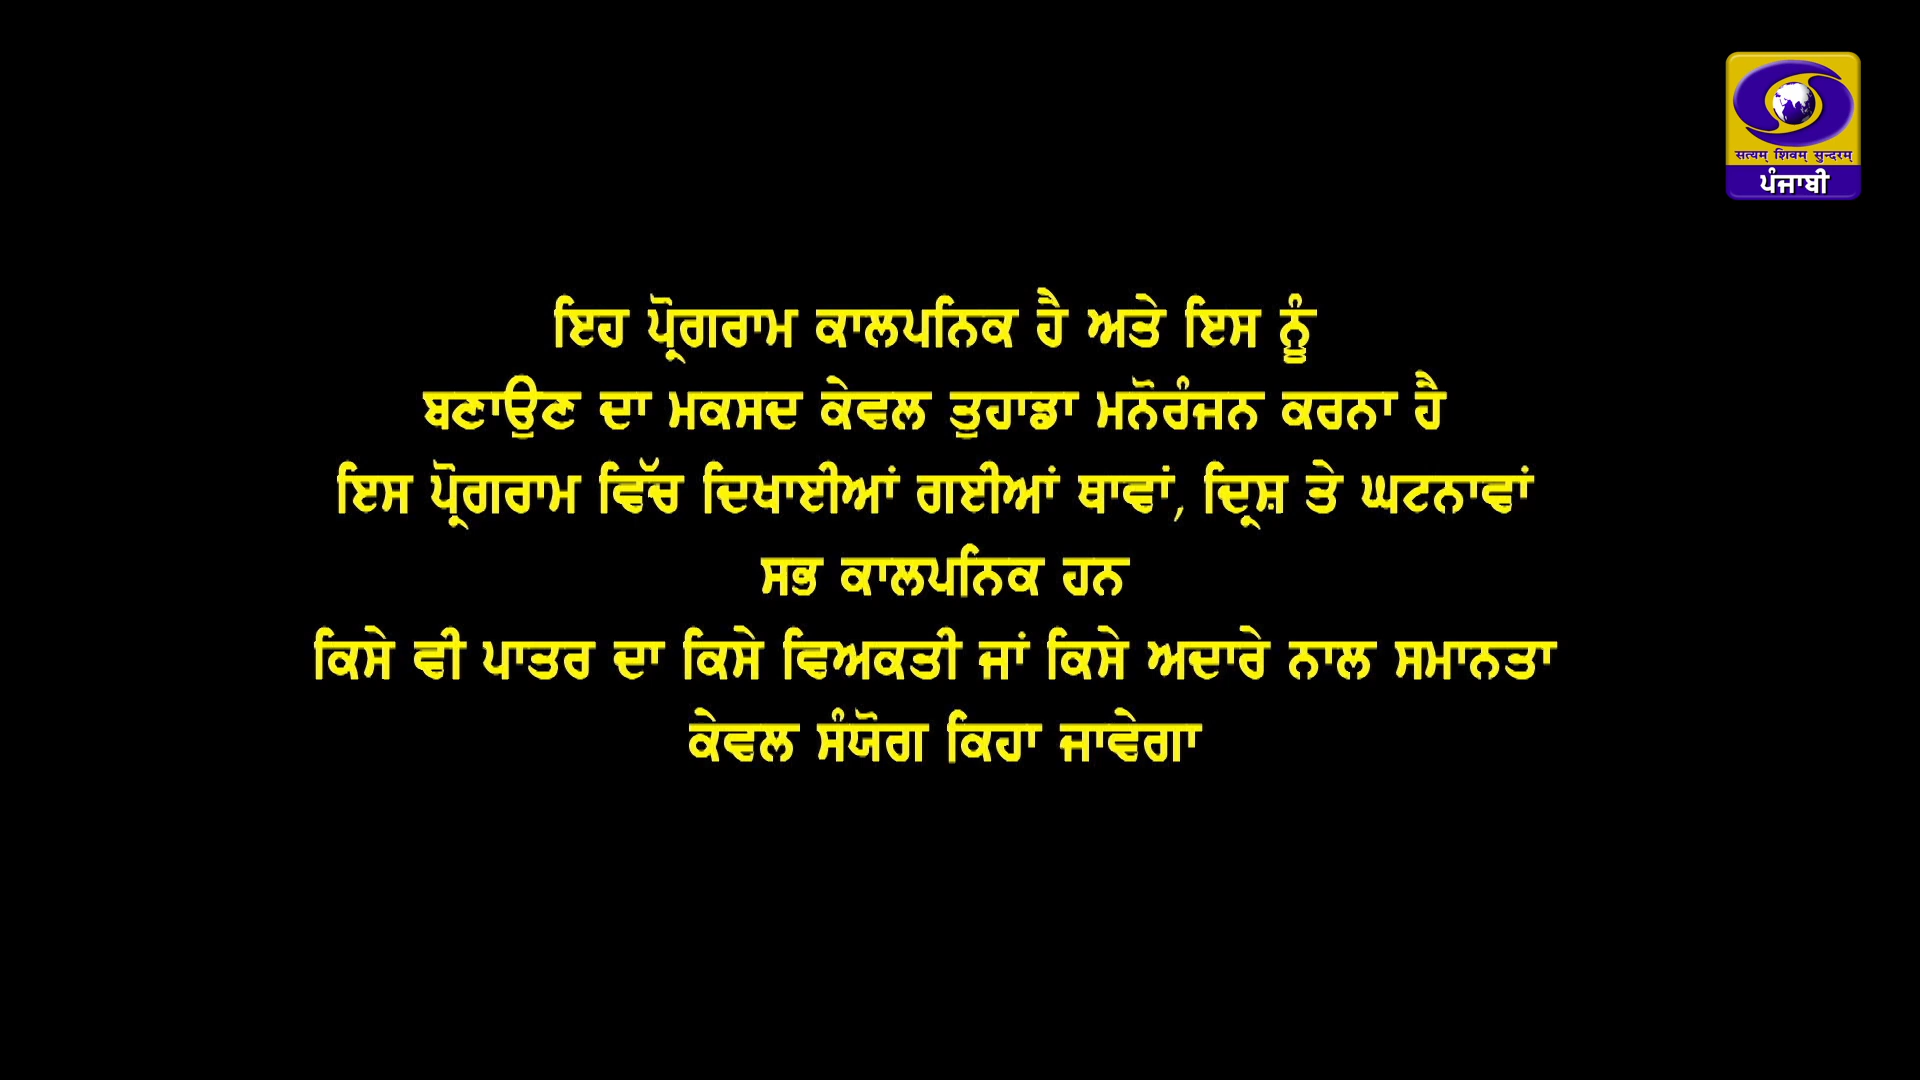 सत्यम् शिवम् सुन्दरम्
ਪੰਜਾਬੀ
ਇਹ ਪ੍ਰੋਗਰਾਮ ਕਾਲਪਨਿਕ ਹੈ ਅਤੇ ਇਸ ਨੂੰ
ਬਣਾਉਣ ਦਾ ਮਕਸਦ ਕੇਵਲ ਤੁਹਾਡਾ ਮਨੋਰੰਜਨ ਕਰਨਾ ਹੈ
ਇਸ ਪ੍ਰੋਗਰਾਮ ਵਿੱਚ ਦਿਖਾਈਆਂ ਗਈਆਂ ਥਾਵਾਂ, ਦ੍ਰਿਸ਼ ਤੇ ਘਟਨਾਵਾਂ
ਸਭ ਕਾਲਪਨਿਕ ਹਨ
ਕਿਸੇ ਵੀ ਪਾਤਰ ਦਾ ਕਿਸੇ ਵਿਅਕਤੀ ਜਾਂ ਕਿਸੇ ਅਦਾਰੇ ਨਾਲ ਸਮਾਨਤਾ
ਕੇਵਲ ਸੰਯੋਗ ਕਿਹਾ ਜਾਵੇਗਾ